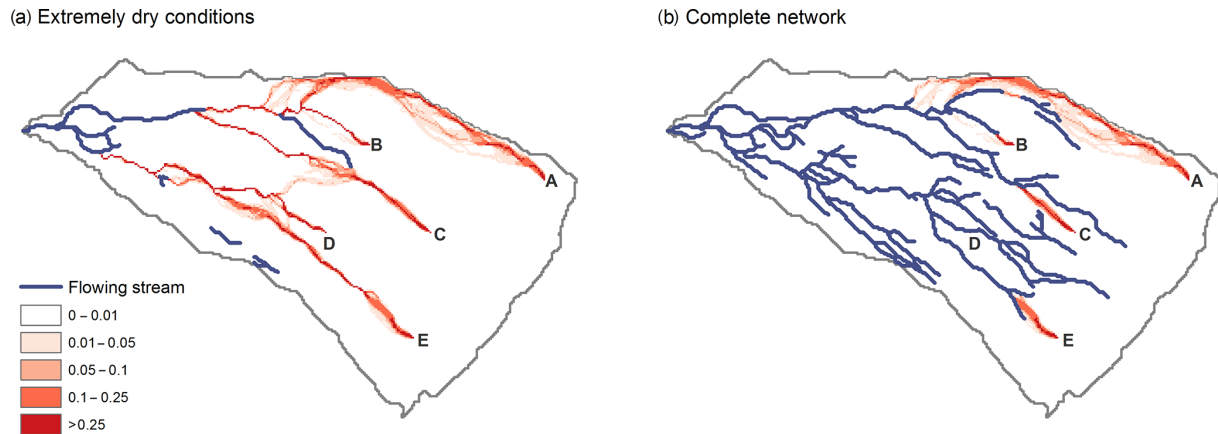 (a) Extremely dry conditions
(b) Complete network
B
A
C
D
E
B
A
C
D
E
Flowing stream
0 – 0.01
0.01 – 0.05
0.05 – 0.1
0.1 – 0.25
>0.25